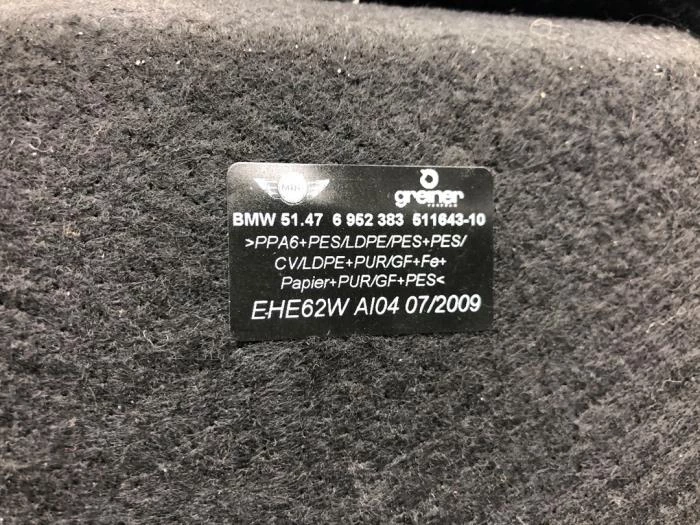 MINI
greiner
PERFOAM
BMW 51.47 6 952 383 511643-10
>PPA6+PES/LDPE/PES+PES/
CV/LDPE+PUR/GF+Fe+
Papier+PUR/GF+PES<
EHE62W AI04 07/2009